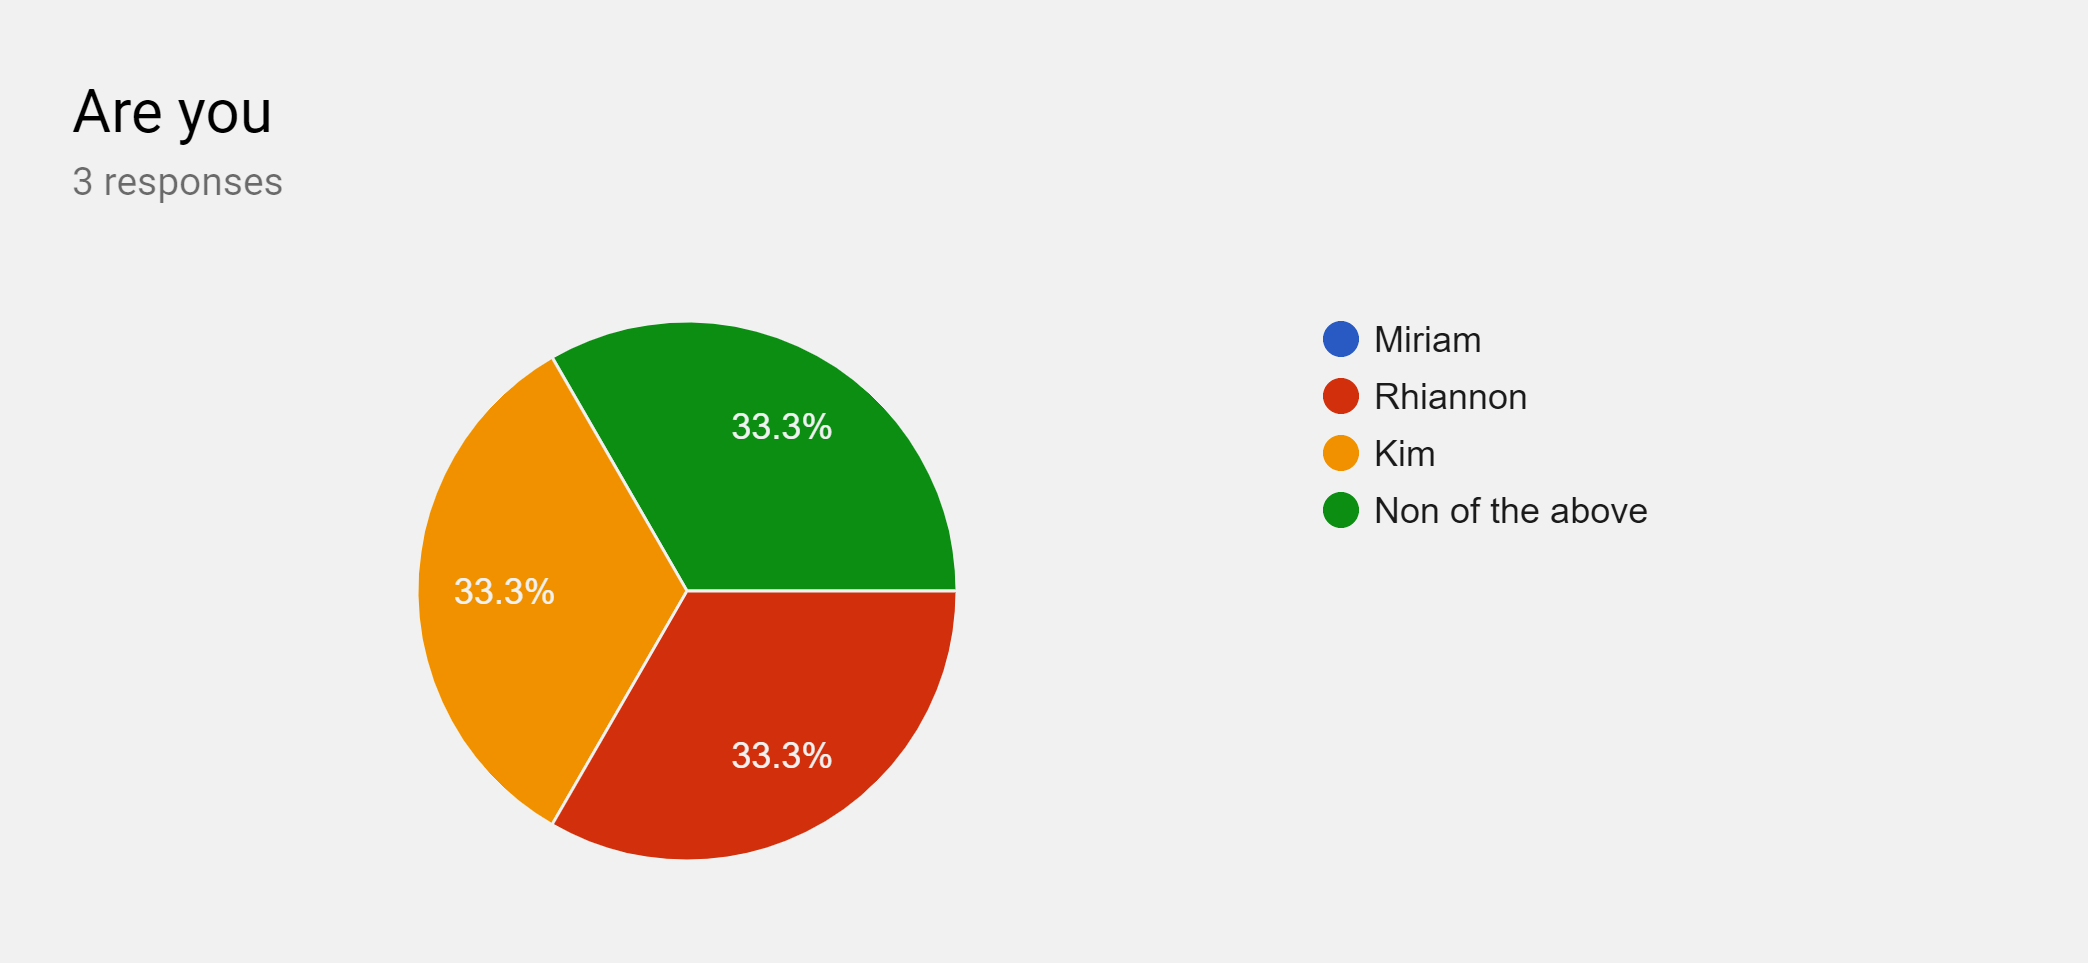 Are you
3 responses
33.3%
33.3%
33.3%
Miriam
Rhiannon
Kim
Non of the above